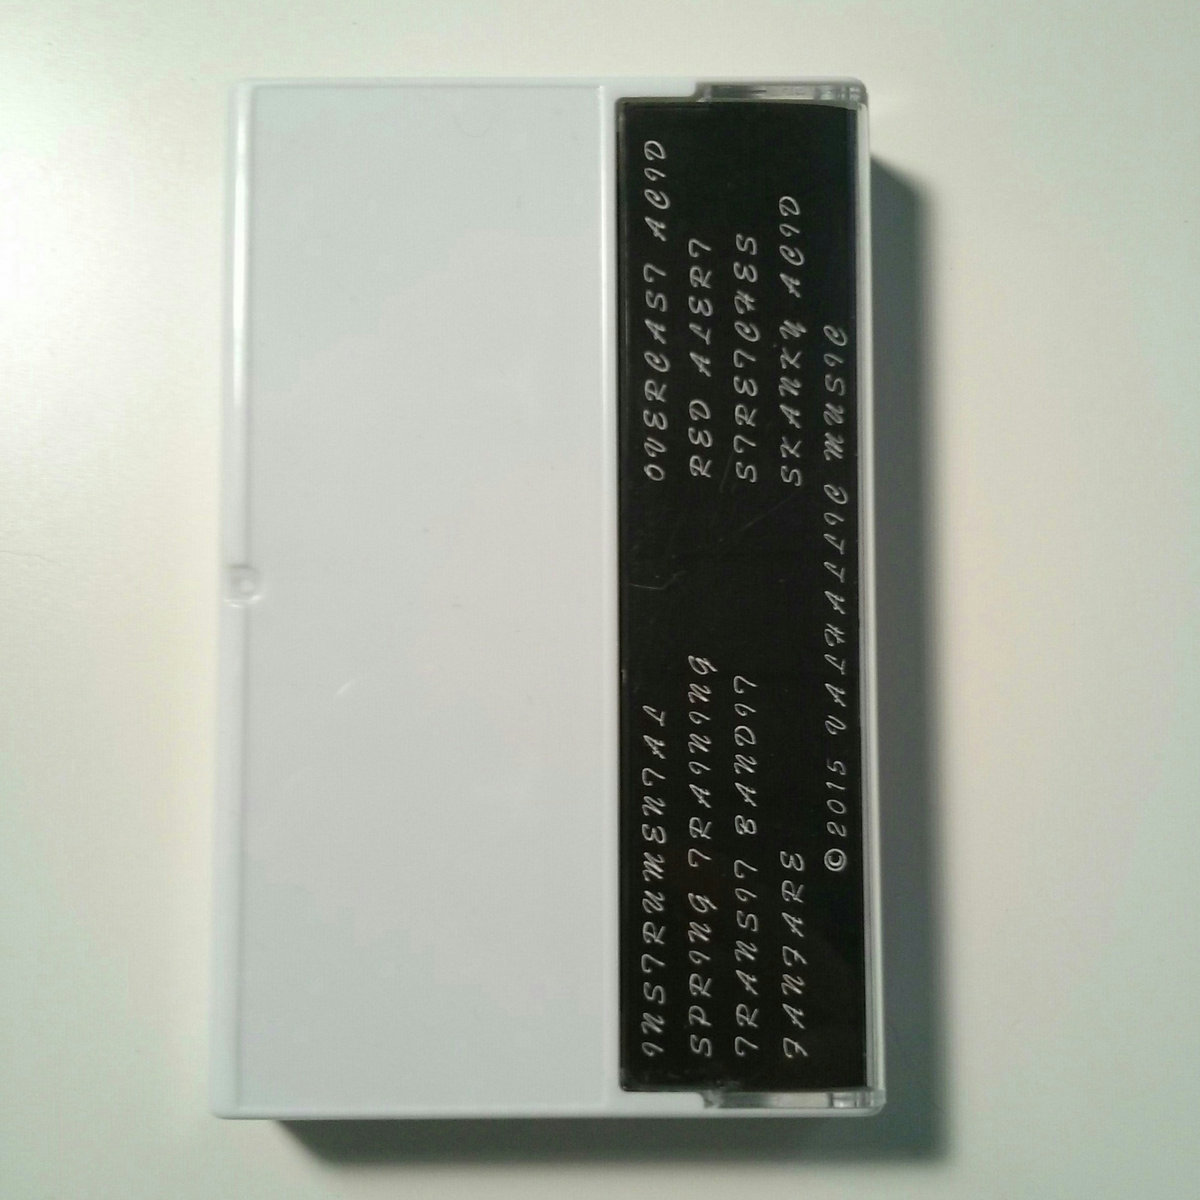 INSTRUMENTAL
SPRING TRAINING
TRANSIT BANDIT
FANFARE
OVERCAST ACID
RED ALERT
STRETCHES
SKANKY ACID
©2015 VALHALLIC MUSIC